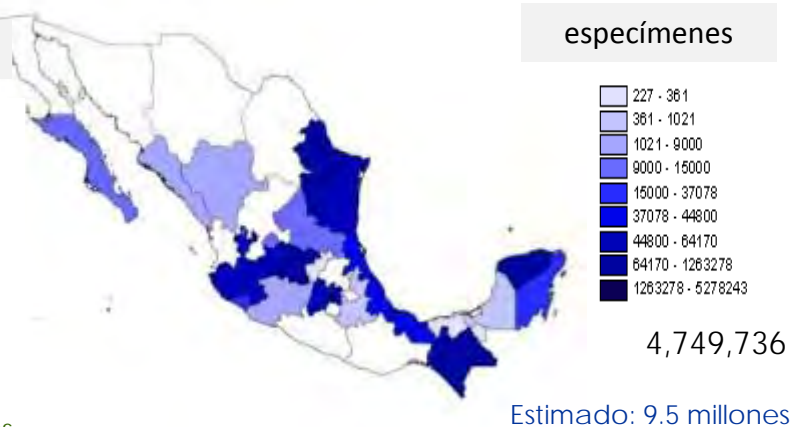 especímenes
227 - 361
361 - 1021
1021 - 9000
9000 - 15000
15000 - 37078
37078 - 44800
44800 - 64170
64170 - 1263278
1263278 - 5278243
4,749,736
Estimado: 9.5 millones